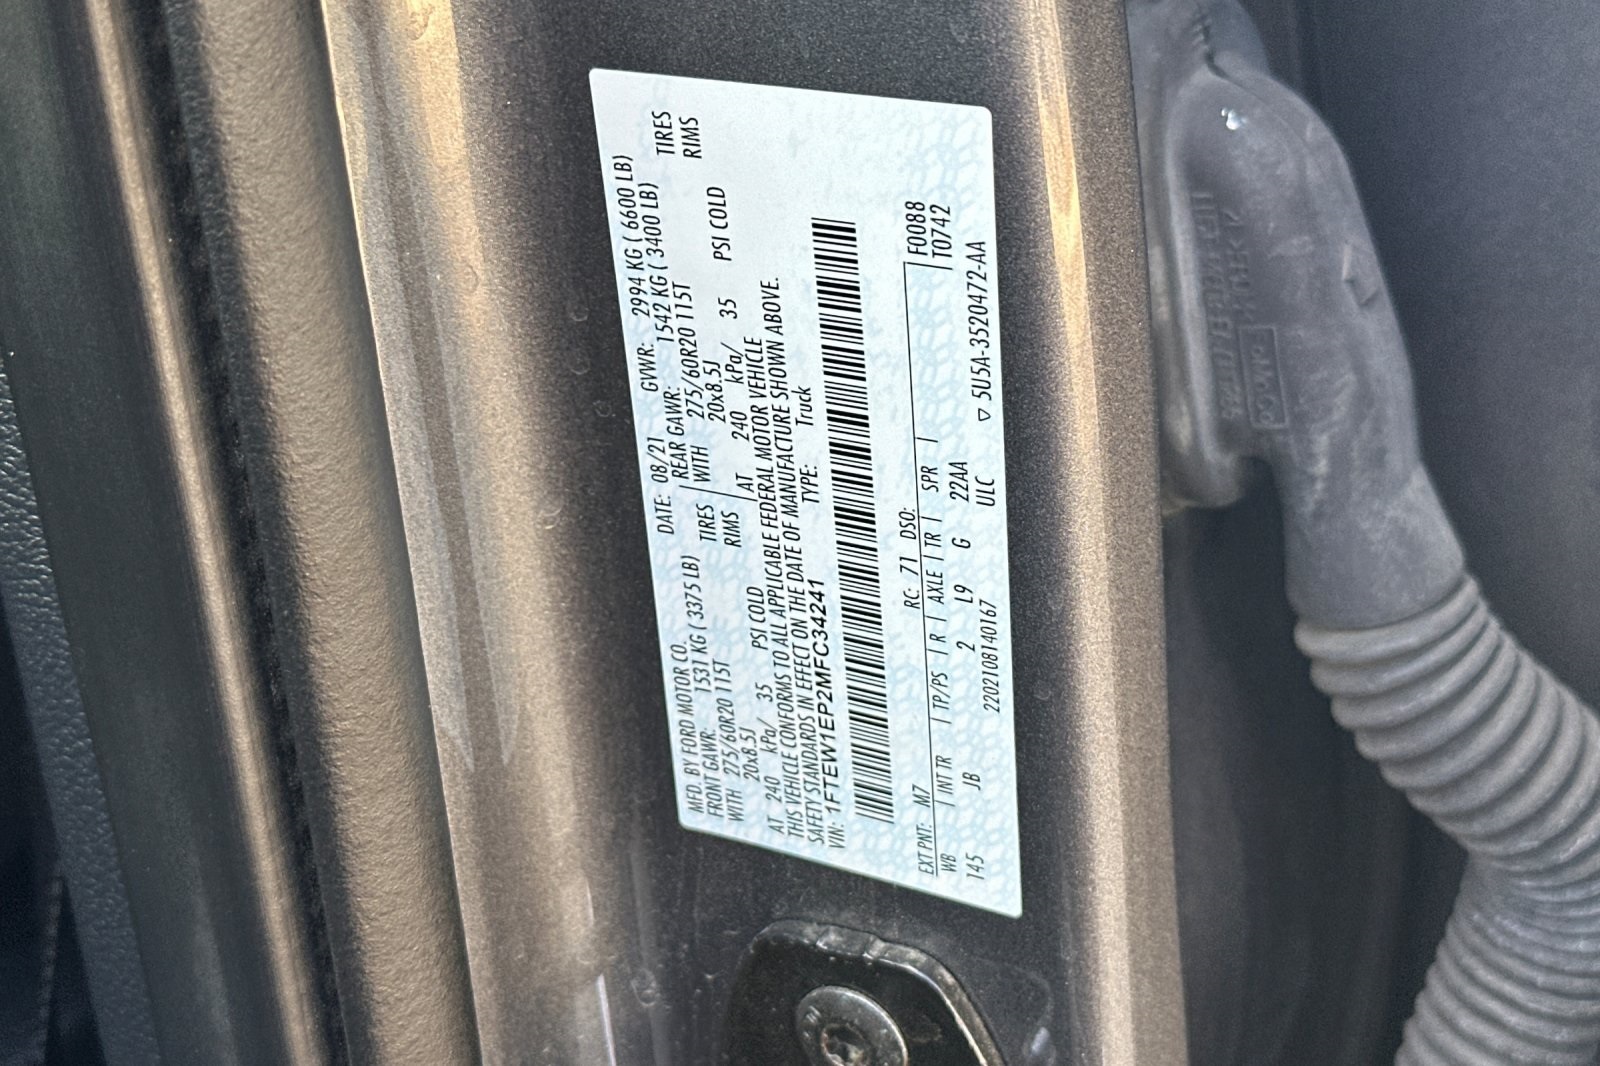 MFD. BY FORD MOTOR CO.
DATE: 08/21 GVWR: 2994 KG ( 6600 LB)
FRONT GAWR: 1531 KG ( 3375 LB) REAR GAWR: 1542 KG ( 3400 LB)
WITH 275/60R20 115T TIRES WITH 275/60R20 115T TIRES
20x8.5J RIMS 20x8.5J RIMS
AT 240 kPa/ 35 PSI COLD AT 240 kPa/ 35 PSI COLD
THIS VEHICLE CONFORMS TO ALL APPLICABLE FEDERAL MOTOR VEHICLE
SAFETY STANDARDS IN EFFECT ON THE DATE OF MANUFACTURE SHOWN ABOVE.
VIN: 1FTEW1EP2MFC34241 TYPE: Truck
EXT PNT: M7 RC: 71 DSO: F0088
WB | INT TR | TP/PS | R | AXLE | TR | SPR | T0742
145 JB 2 L9 G 22AA
22021081 40167 ULC ▽ 5U5A-3520472-AA